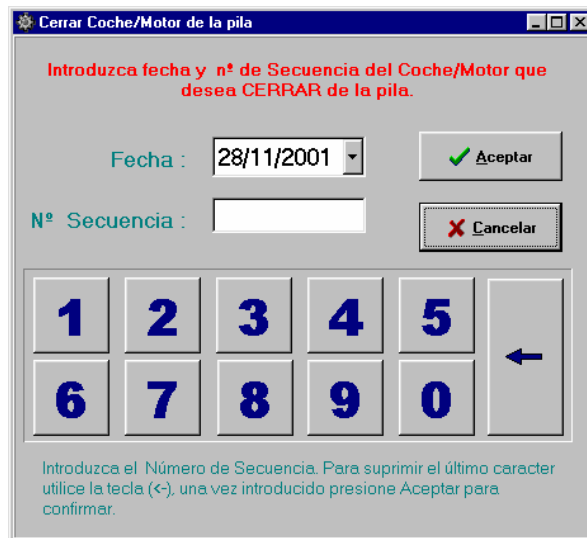 Cerrar Coche/Motor de la pila
Introduzca fecha y nº de Secuencia del Coche/Motor que
desea CERRAR de la pila.
Fecha : 28/11/2001 Aceptar
Nº Secuencia : Cancelar
1 2 3 4 5
6 7 8 9 0
Introduzca el Número de Secuencia. Para suprimir el último caracter
utilice la tecla (<-), una vez introducido presione Aceptar para
confirmar.